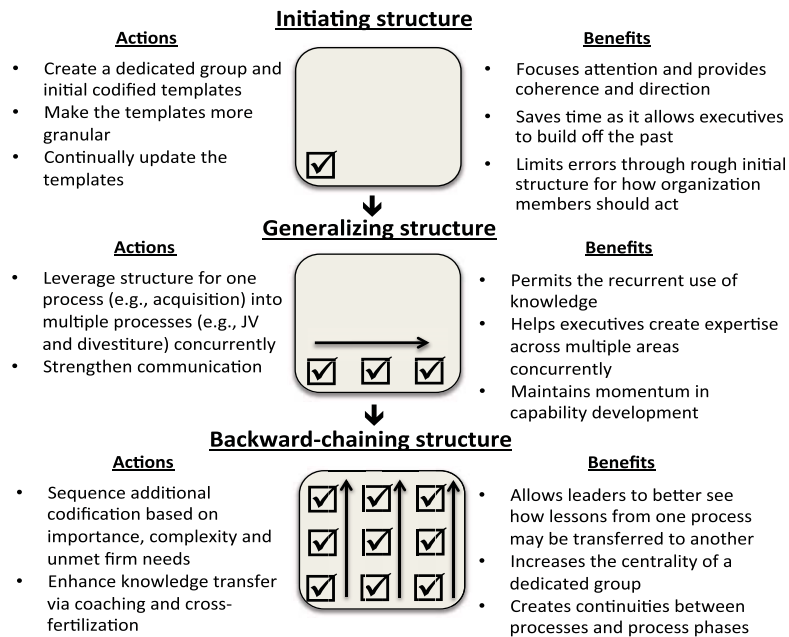 Initiating structure
Actions
• Create a dedicated group and
initial codified templates
• Make the templates more
granular
• Continually update the
templates
Benefits
• Focuses attention and provides
coherence and direction
• Saves time as it allows executives
to build off the past
• Limits errors through rough initial
structure for how organization
members should act
Generalizing structure
Actions
• Leverage structure for one
process (e.g., acquisition) into
multiple processes (e.g., JV
and divestiture) concurrently
• Strengthen communication
Benefits
• Permits the recurrent use of
knowledge
• Helps executives create expertise
across multiple areas
concurrently
• Maintains momentum in
capability development
Backward-chaining structure
Actions
• Sequence additional
codification based on
importance, complexity and
unmet firm needs
• Enhance knowledge transfer
via coaching and cross-
fertilization
Benefits
• Allows leaders to better see
how lessons from one process
may be transferred to another
• Increases the centrality of a
dedicated group
• Creates continuities between
processes and process phases